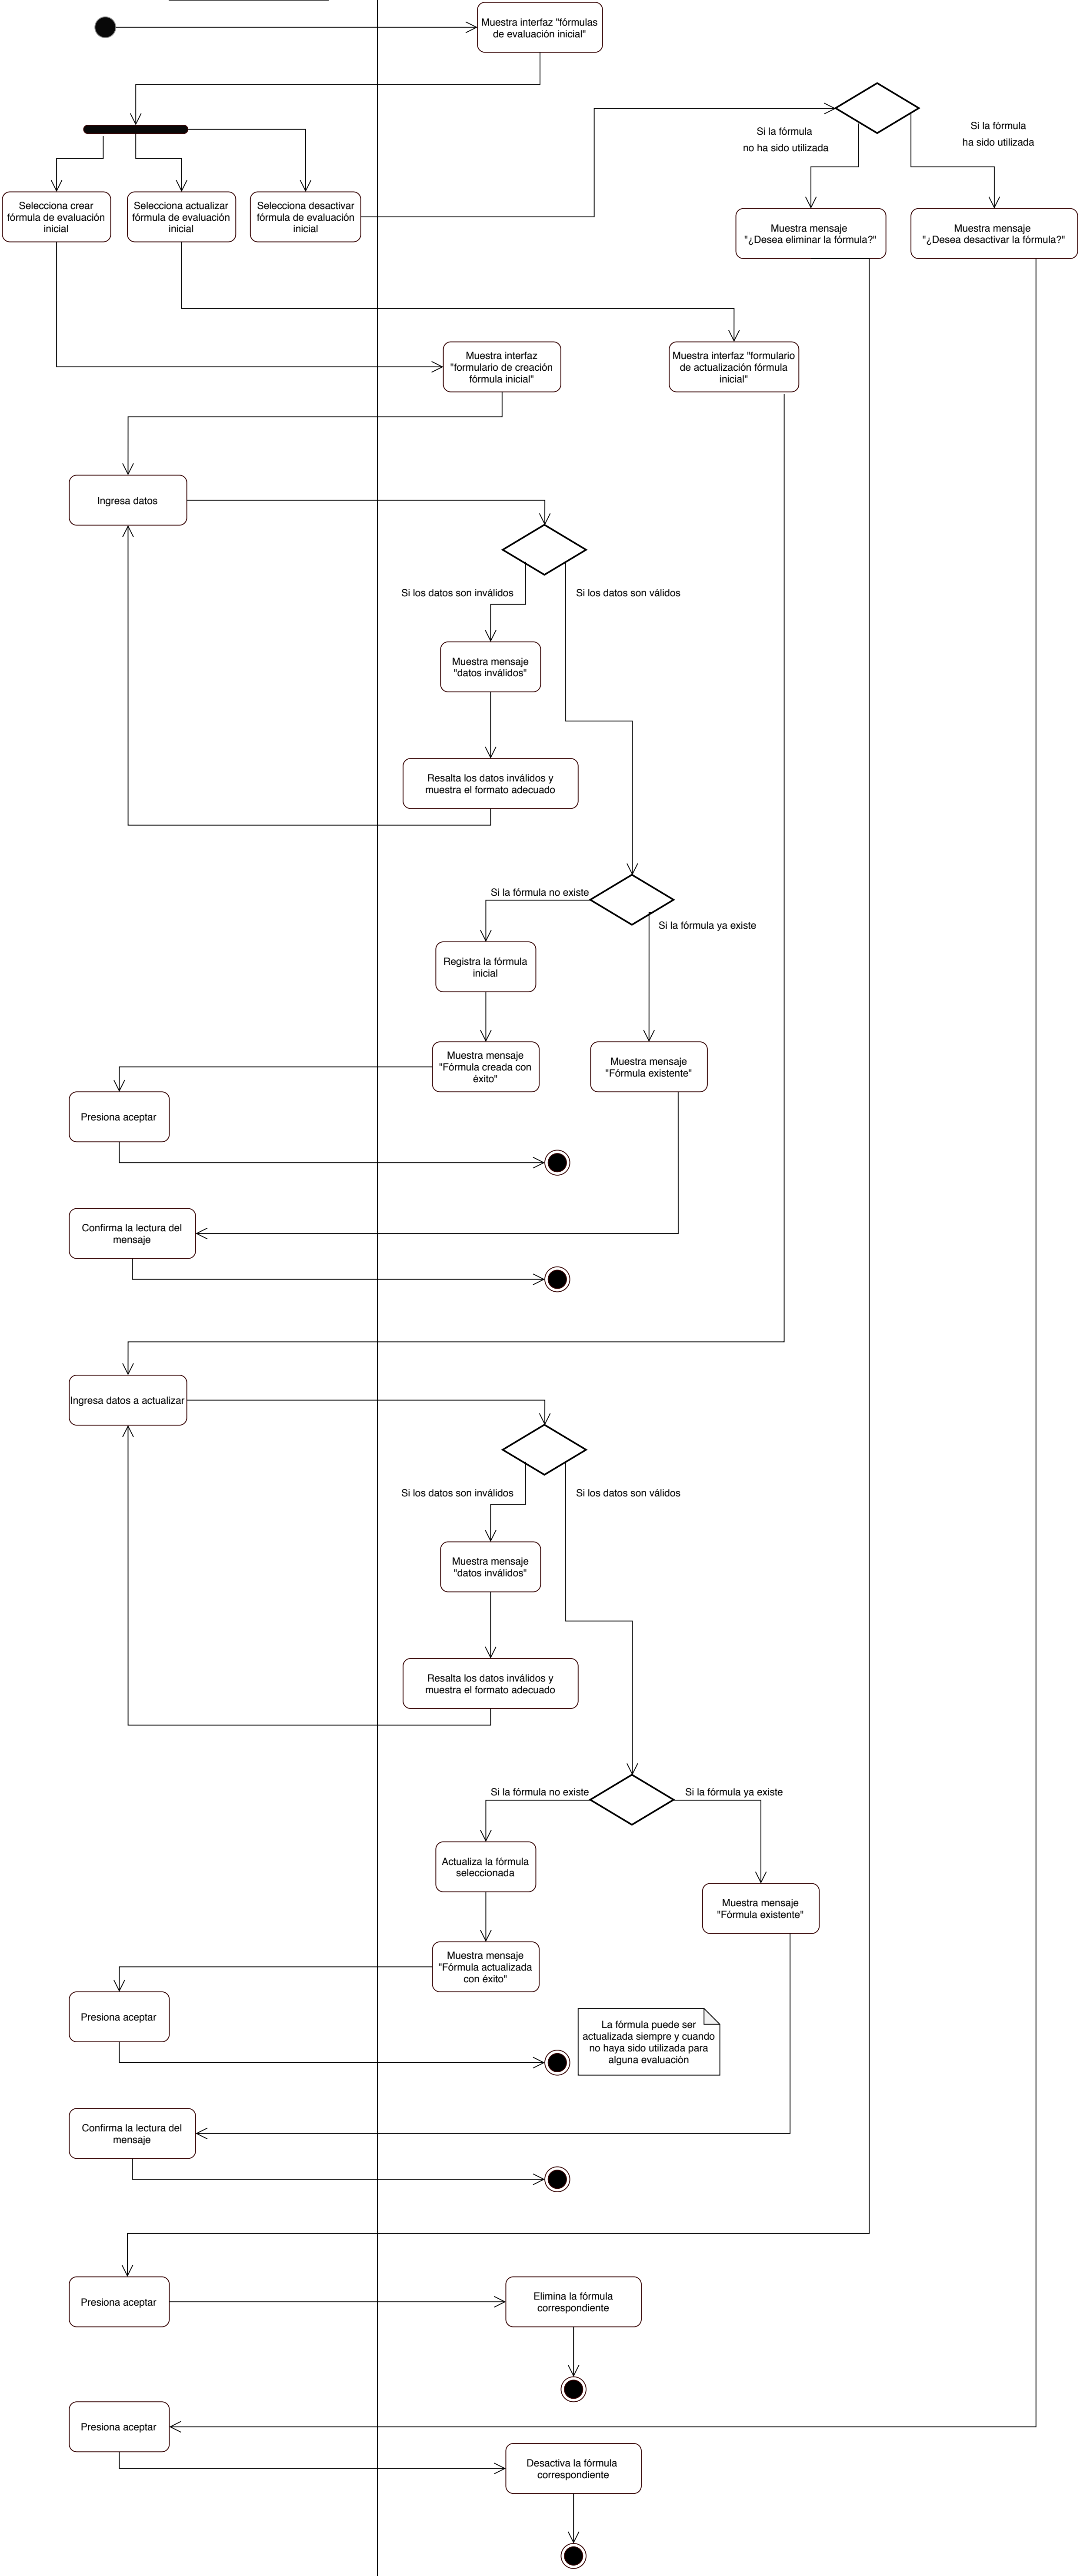 Muestra interfaz "fórmulas
de evaluación inicial"
Si la fórmula
no ha sido utilizada
Si la fórmula
ha sido utilizada
Selecciona crear
fórmula de evaluación
inicial
Selecciona actualizar
fórmula de evaluación
inicial
Selecciona desactivar
fórmula de evaluación
inicial
Muestra mensaje
"¿Desea eliminar la fórmula?"
Muestra mensaje
"¿Desea desactivar la fórmula?"
Muestra interfaz
"formulario de creación
fórmula inicial"
Muestra interfaz "formulario
de actualización fórmula
inicial"
Ingresa datos
Si los datos son inválidos
Si los datos son válidos
Muestra mensaje
"datos inválidos"
Resalta los datos inválidos y
muestra el formato adecuado
Si la fórmula no existe
Si la fórmula ya existe
Registra la fórmula
inicial
Muestra mensaje
"Fórmula creada con
éxito"
Muestra mensaje
"Fórmula existente"
Presiona aceptar
Confirma la lectura del
mensaje
Ingresa datos a actualizar
Si los datos son inválidos
Si los datos son válidos
Muestra mensaje
"datos inválidos"
Resalta los datos inválidos y
muestra el formato adecuado
Si la fórmula no existe
Si la fórmula ya existe
Actualiza la fórmula
seleccionada
Muestra mensaje
"Fórmula existente"
Muestra mensaje
"Fórmula actualizada
con éxito"
Presiona aceptar
La fórmula puede ser
actualizada siempre y cuando
no haya sido utilizada para
alguna evaluación
Confirma la lectura del
mensaje
Presiona aceptar
Elimina la fórmula
correspondiente
Presiona aceptar
Desactiva la fórmula
correspondiente